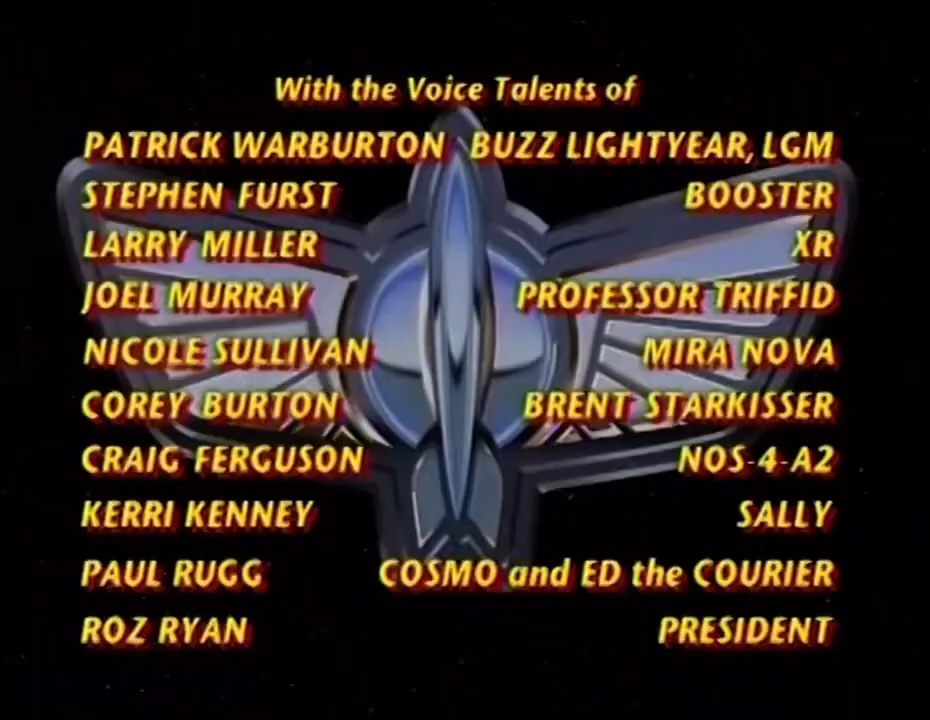 With the Voice Talents of
PATRICK WARBURTON BUZZ LIGHTYEAR, LGM
STEPHEN FURST BOOSTER
LARRY MILLER XR
JOEL MURRAY PROFESSOR TRIFFID
NICOLE SULLIVAN MIRA NOVA
COREY BURTON BRENT STARKISSER
CRAIG FERGUSON NOS-4-A2
KERRI KENNEY SALLY
PAUL RUGG COSMO and ED the COURIER
ROZ RYAN PRESIDENT